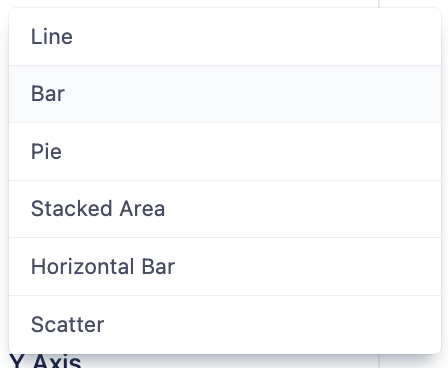 Line
Bar
Pie
Stacked Area
Horizontal Bar
Scatter
Y Axis